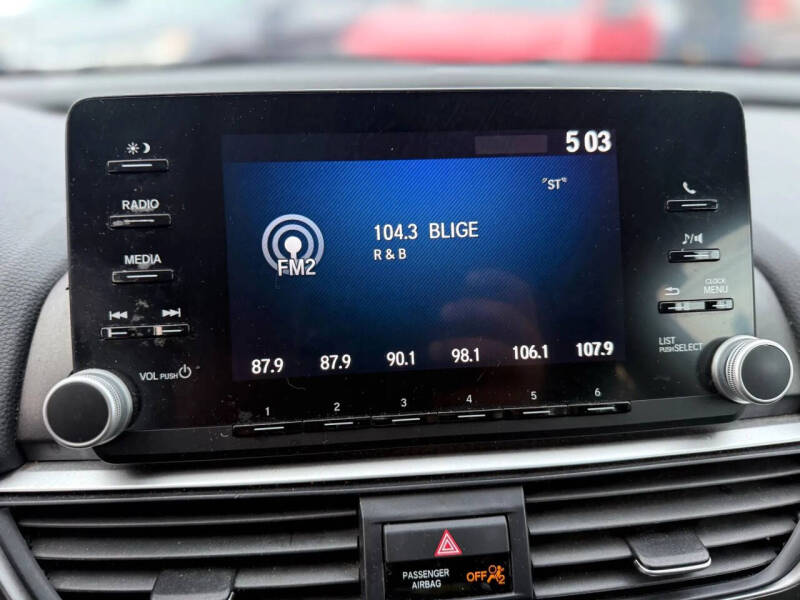 5 03
RADIO
"ST"
104.3 BLIGE
R & B
FM2
MEDIA
CLOCK
MENU
LIST
PUSH SELECT
VOL PUSH
87.9 87.9 90.1 98.1 106.1 107.9
1 2 3 4 5 6
PASSENGER
AIRBAG
OFF
2